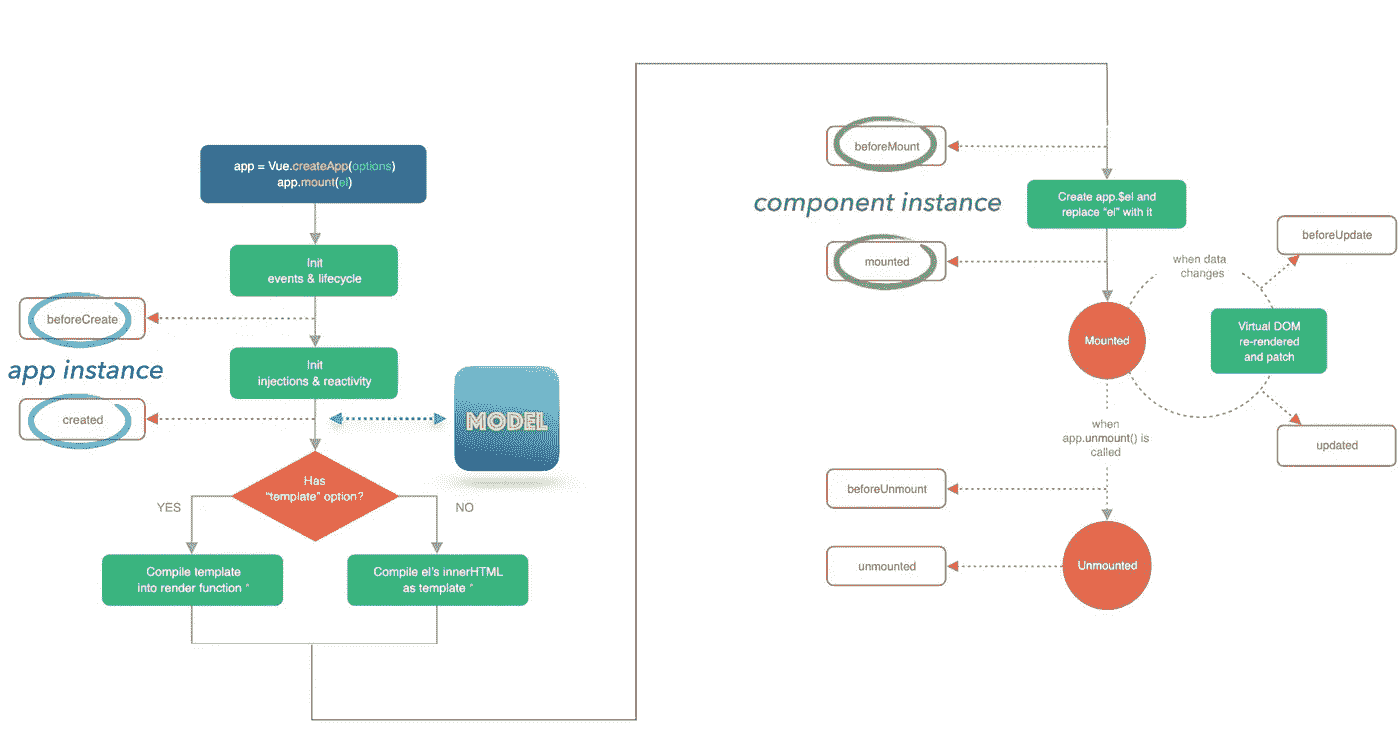 app = Vue.createApp(options)
app.mount(el)
Init
events & lifecycle
beforeCreate
Init
injections & reactivity
app instance
created
MODEL
Has
“template” option?
YES
NO
Compile template
into render function *
Compile el's innerHTML
as template *
beforeMount
component instance
Create app.$el and
replace “el” with it
mounted
beforeUpdate
when data
changes
Mounted
Virtual DOM
re-rendered
and patch
when
app.unmount() is
called
updated
beforeUnmount
unmounted
Unmounted